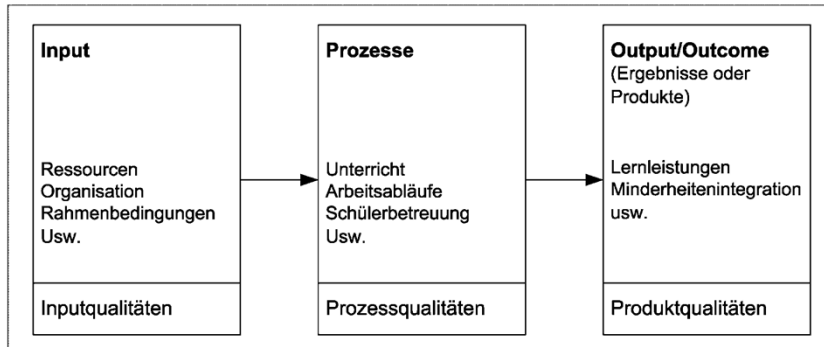 Input
Ressourcen
Organisation
Rahmenbedingungen
Usw.
Inputqualitäten
Prozesse
Unterricht
Arbeitsabläufe
Schülerbetreuung
Usw.
Prozessqualitäten
Output/Outcome
(Ergebnisse oder
Produkte)
Lernleistungen
Minderheitenintegration
usw.
Produktqualitäten